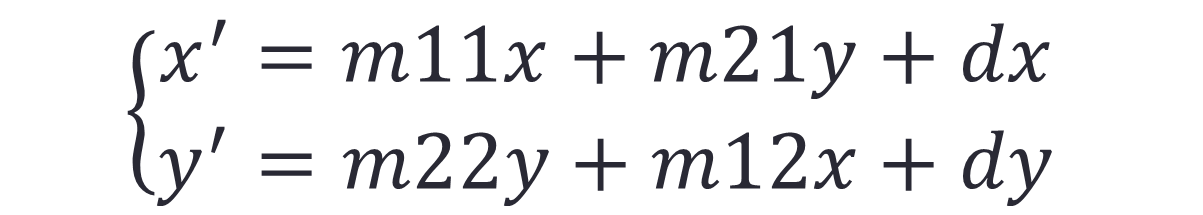 x′ = m11x + m21y + dx
y′ = m22y + m12x + dy